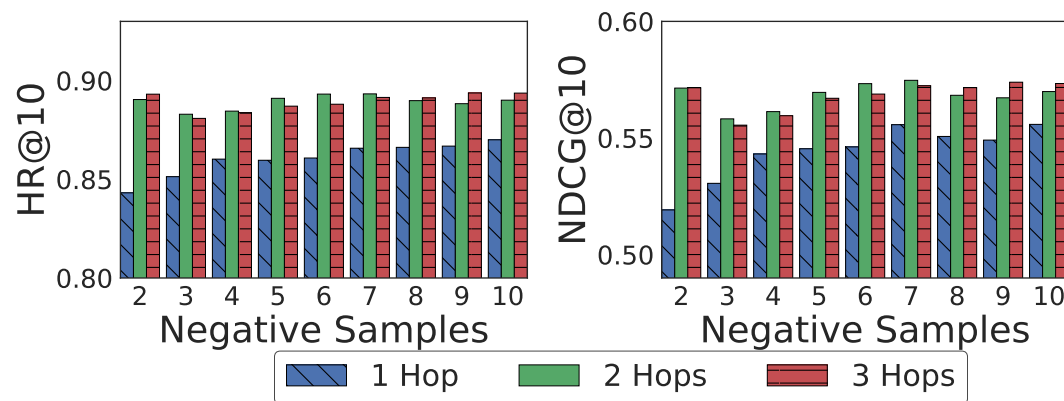 HR@10
0.90
0.85
0.80
2 3 4 5 6 7 8 9 10
Negative Samples
NDCG@10
0.60
0.55
0.50
2 3 4 5 6 7 8 9 10
Negative Samples
1 Hop 2 Hops 3 Hops